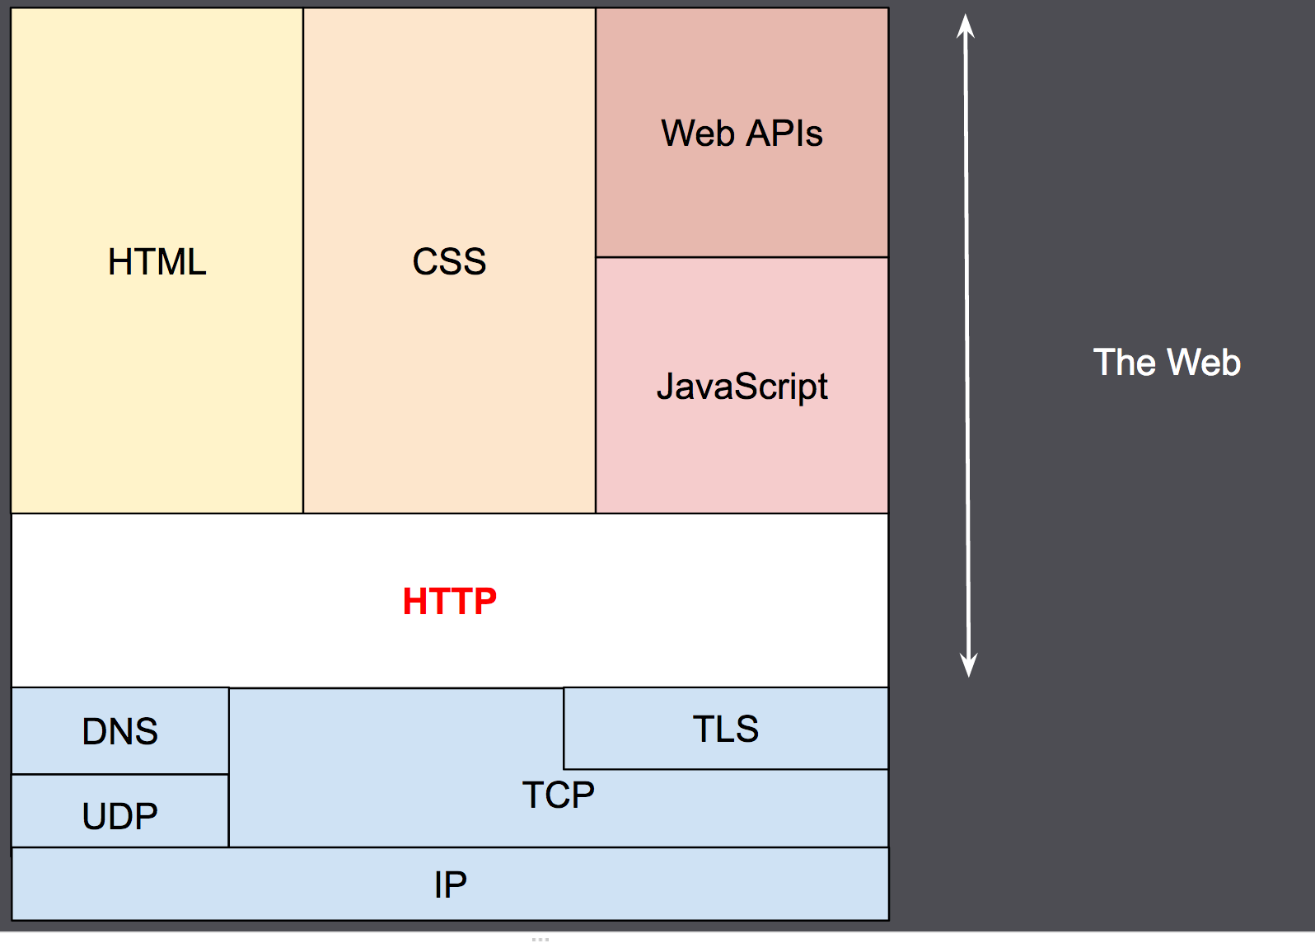 HTML
CSS
Web APIs
JavaScript
The Web
HTTP
DNS
TLS
UDP
TCP
IP